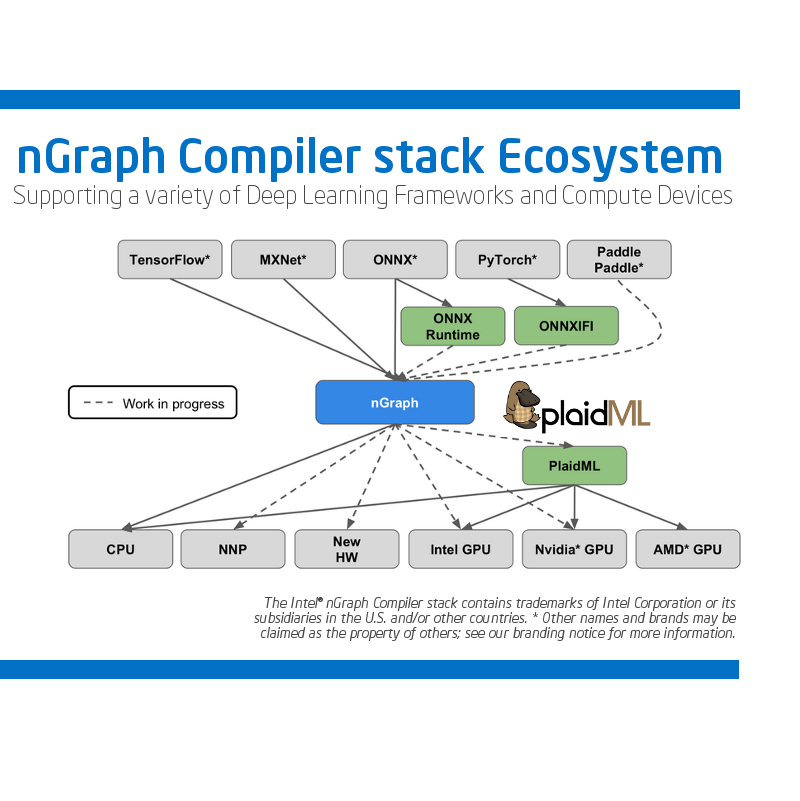 nGraph Compiler stack Ecosystem
Supporting a variety of Deep Learning Frameworks and Compute Devices
TensorFlow*
MXNet*
ONNX*
PyTorch*
Paddle
Paddle*
ONNX
Runtime
ONNXIFI
Work in progress
nGraph
plaidML
PlaidML
CPU
NNP
New
HW
Intel GPU
Nvidia* GPU
AMD* GPU
The Intel® nGraph Compiler stack contains trademarks of Intel Corporation or its
subsidiaries in the U.S. and/or other countries. * Other names and brands may be
claimed as the property of others; see our branding notice for more information.